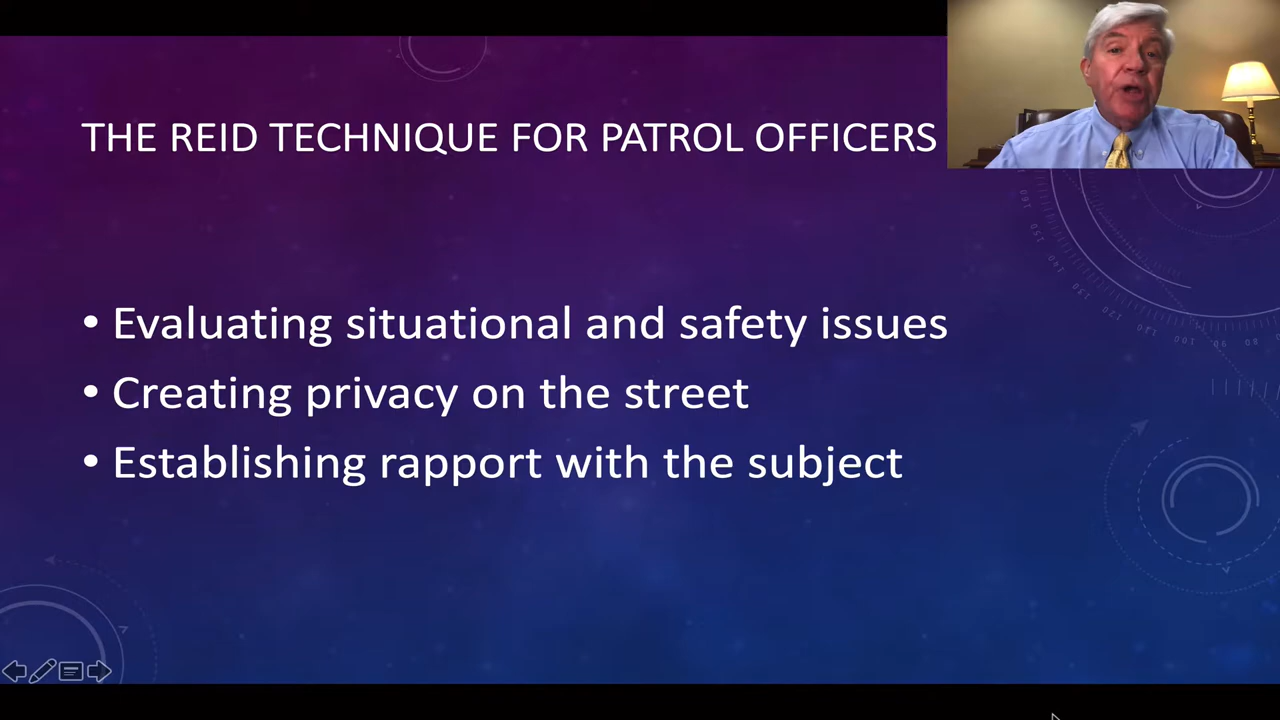 THE REID TECHNIQUE FOR PATROL OFFICERS
• Evaluating situational and safety issues
• Creating privacy on the street
• Establishing rapport with the subject